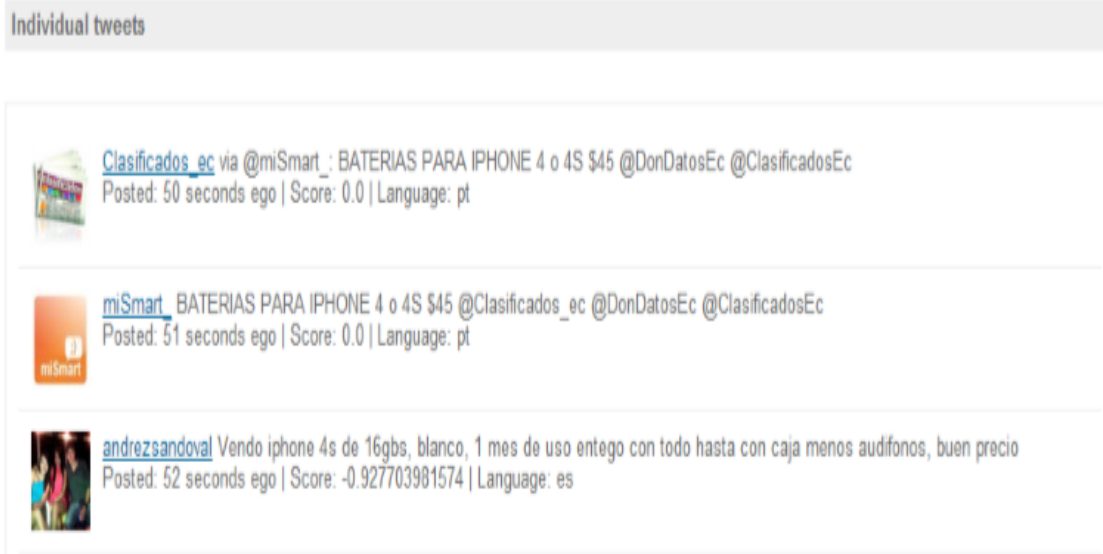 Individual tweets
Clasificados_ec via @miSmart_: BATERIAS PARA IPHONE 4 o 4S $45 @DonDatosEc @ClasificadosEc
Posted: 50 seconds ego | Score: 0.0 | Language: pt
miSmart_ BATERIAS PARA IPHONE 4 o 4S $45 @Clasificados_ec @DonDatosEc @ClasificadosEc
Posted: 51 seconds ego | Score: 0.0 | Language: pt
miSmart
andrezsandoval Vendo iphone 4s de 16gbs, blanco, 1 mes de uso entego con todo hasta con caja menos audifonos, buen precio
Posted: 52 seconds ego | Score: -0.927703981574 | Language: es